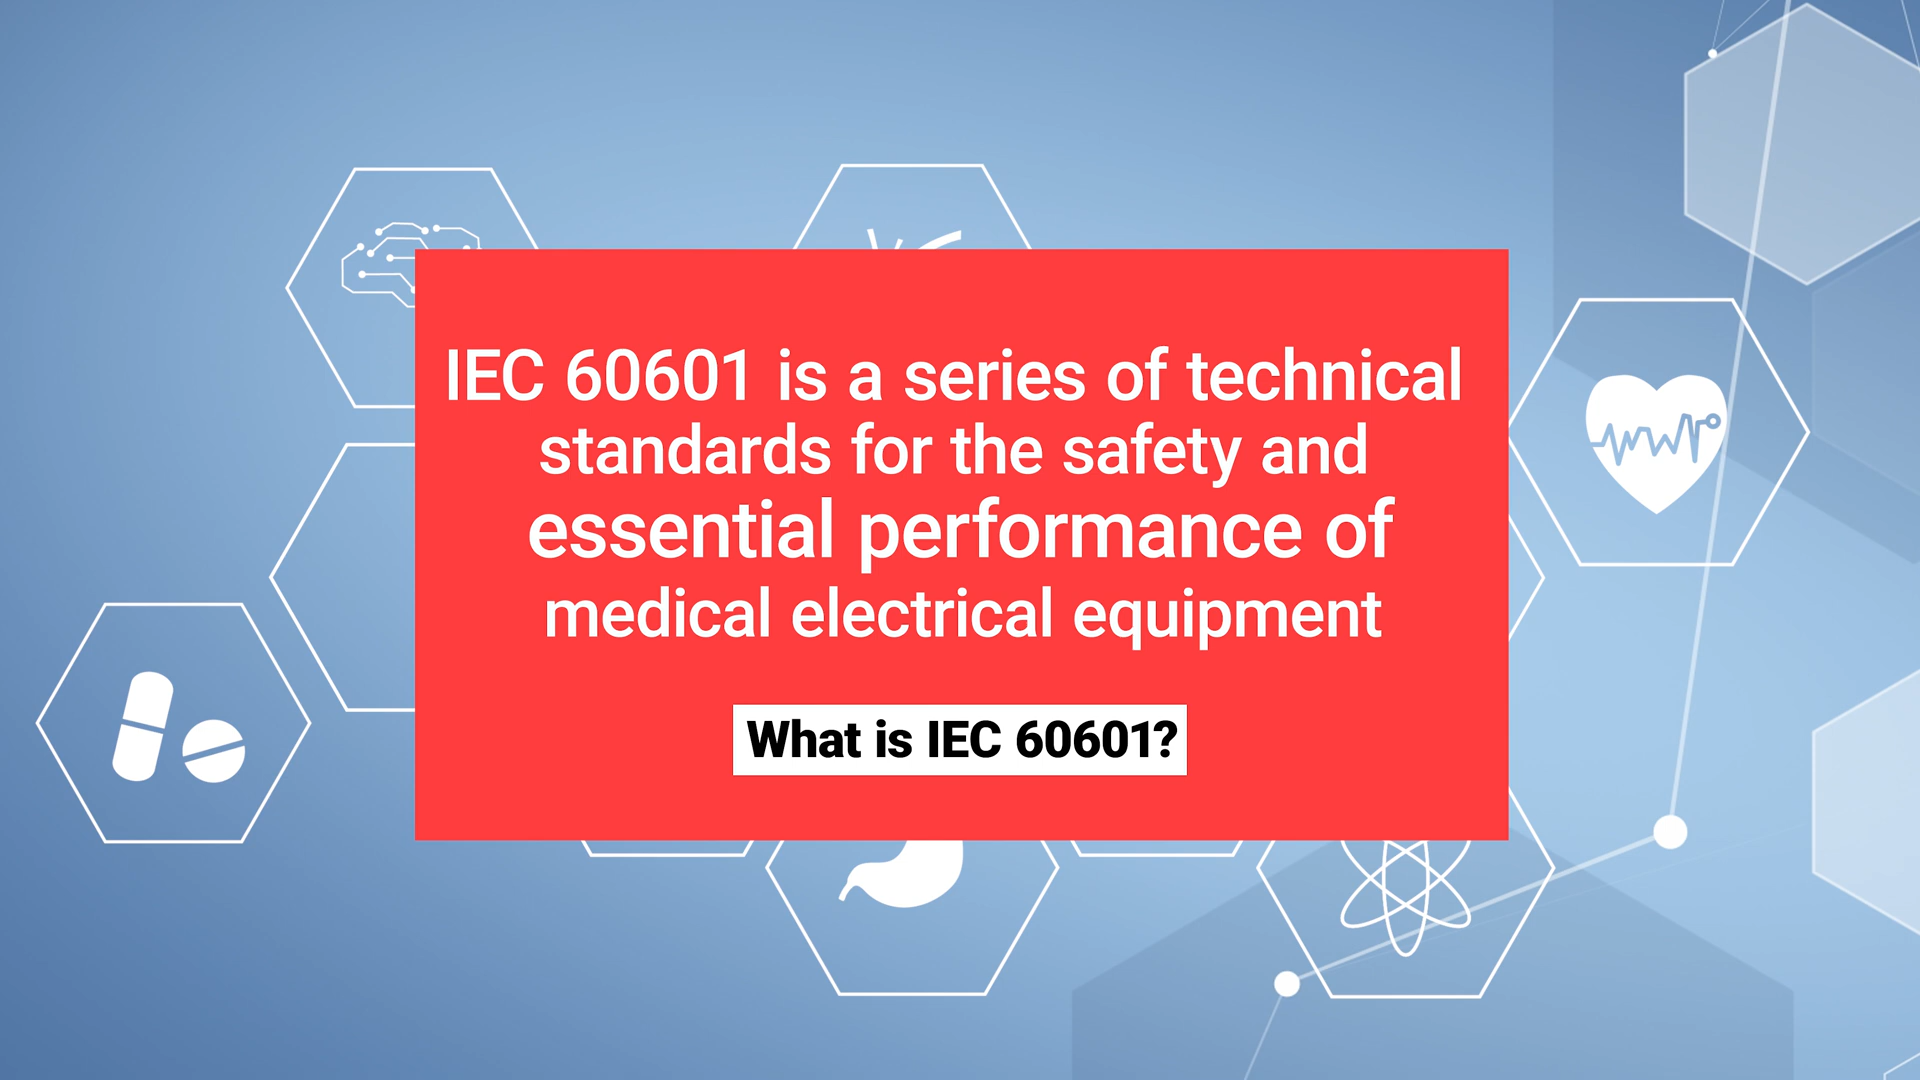 IEC 60601 is a series of technical
standards for the safety and
essential performance of
medical electrical equipment
What is IEC 60601?